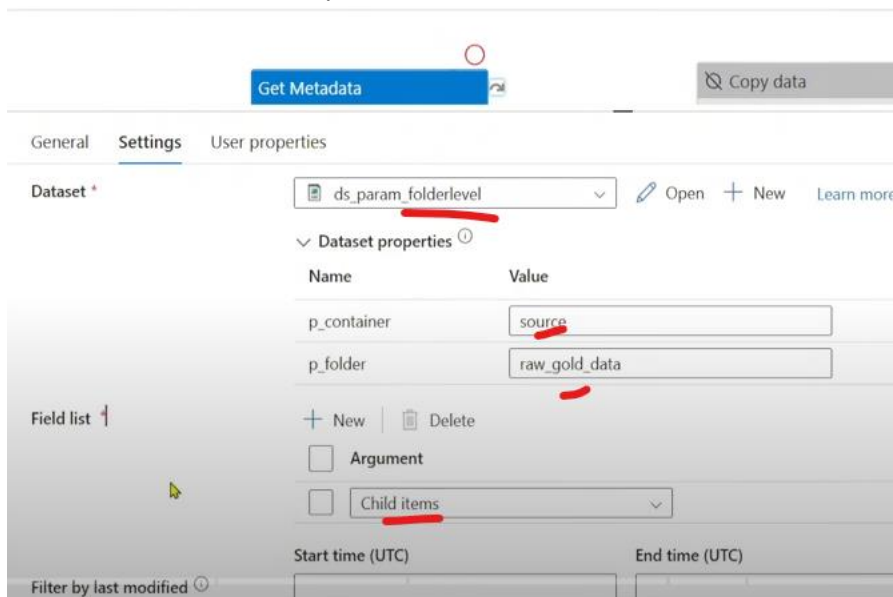 Get Metadata
Copy data
General Settings User properties
Dataset * ds_param_folderlevel Open + New Learn more
Dataset properties
Name Value
p_container source
p_folder raw_gold_data
Field list * + New Delete
Argument
Child items
Start time (UTC) End time (UTC)
Filter by last modified